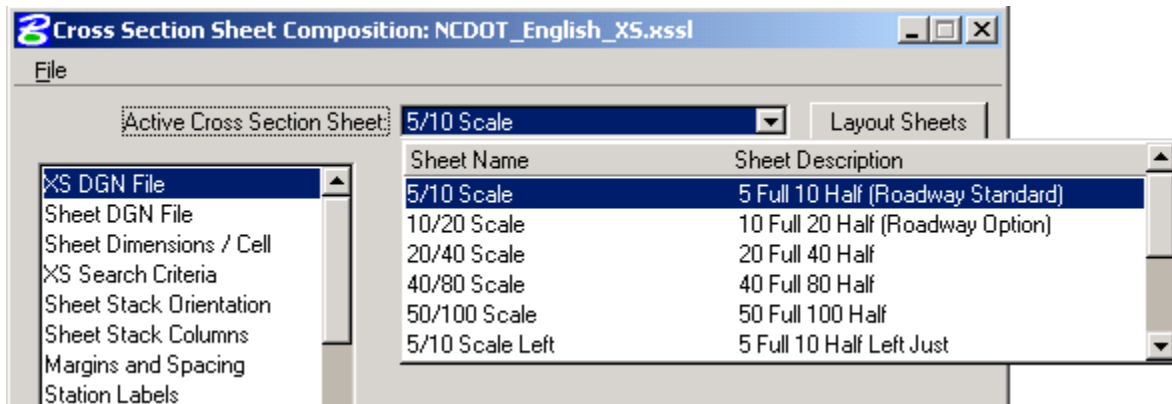 Cross Section Sheet Composition: NCDOT_English_XS.xssl
File
Active Cross Section Sheet: 5/10 Scale Layout Sheets
Sheet Name Sheet Description
XS DGN File 5/10 Scale 5 Full 10 Half (Roadway Standard)
Sheet DGN File 10/20 Scale 10 Full 20 Half (Roadway Option)
Sheet Dimensions / Cell 20/40 Scale 20 Full 40 Half
XS Search Criteria 40/80 Scale 40 Full 80 Half
Sheet Stack Orientation 50/100 Scale 50 Full 100 Half
Sheet Stack Columns 5/10 Scale Left 5 Full 10 Half Left Just
Margins and Spacing
Station Labels